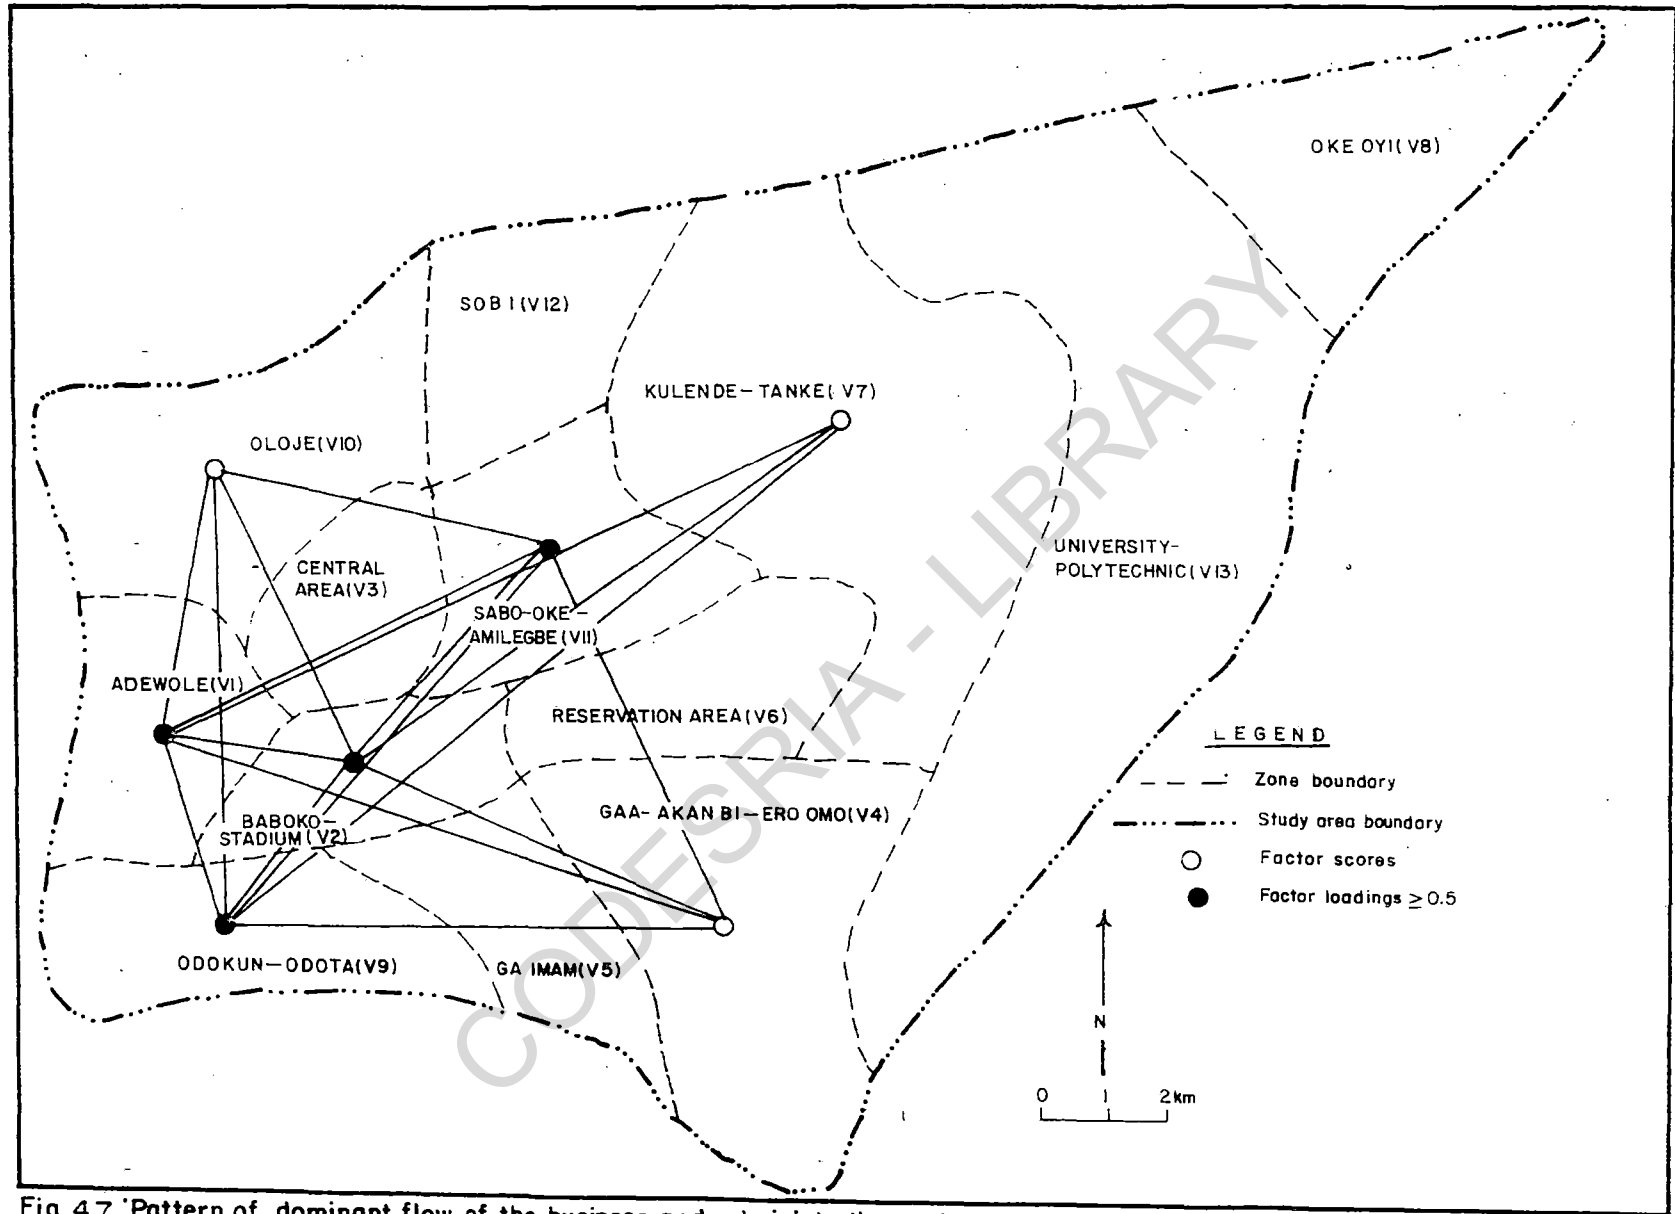 OKE OYI(V8)
SOBI(V12)
KULENDE-TANKE(V7)
OLOJE(V10)
CENTRAL
AREA(V3)
UNIVERSITY-
POLYTECHNIC(V13)
SABO-OKE-
AMILEGBE(V11)
ADEWOLE(V1)
RESERVATION AREA(V6)
LEGEND
Zone boundary
GAA-AKANBI-ERO OMO(V4)
Study area boundary
BABOKO-
STADIUM(V2)
Factor scores
Factor loadings ≥ 0.5
ODOKUN-ODOTA(V9)
GA IMAM(V5)
N
0 1 2km
CODESRIA - LIBRARY
Fig. 4.7 Pattern of dominant flow of the business and